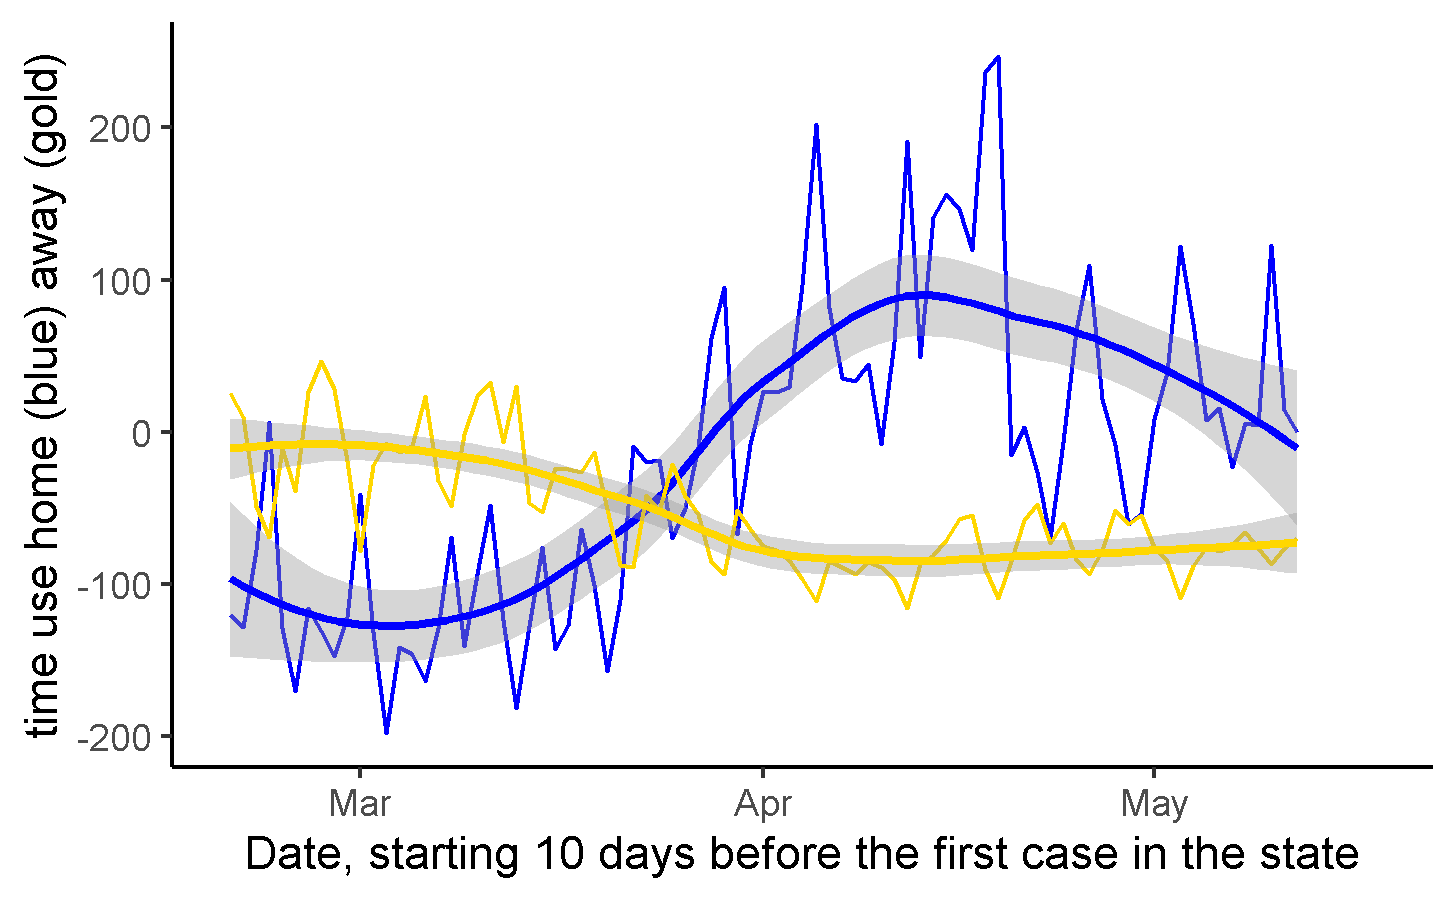 time use home (blue) away (gold)
200
100
0
-100
-200
Mar Apr May
Date, starting 10 days before the first case in the state